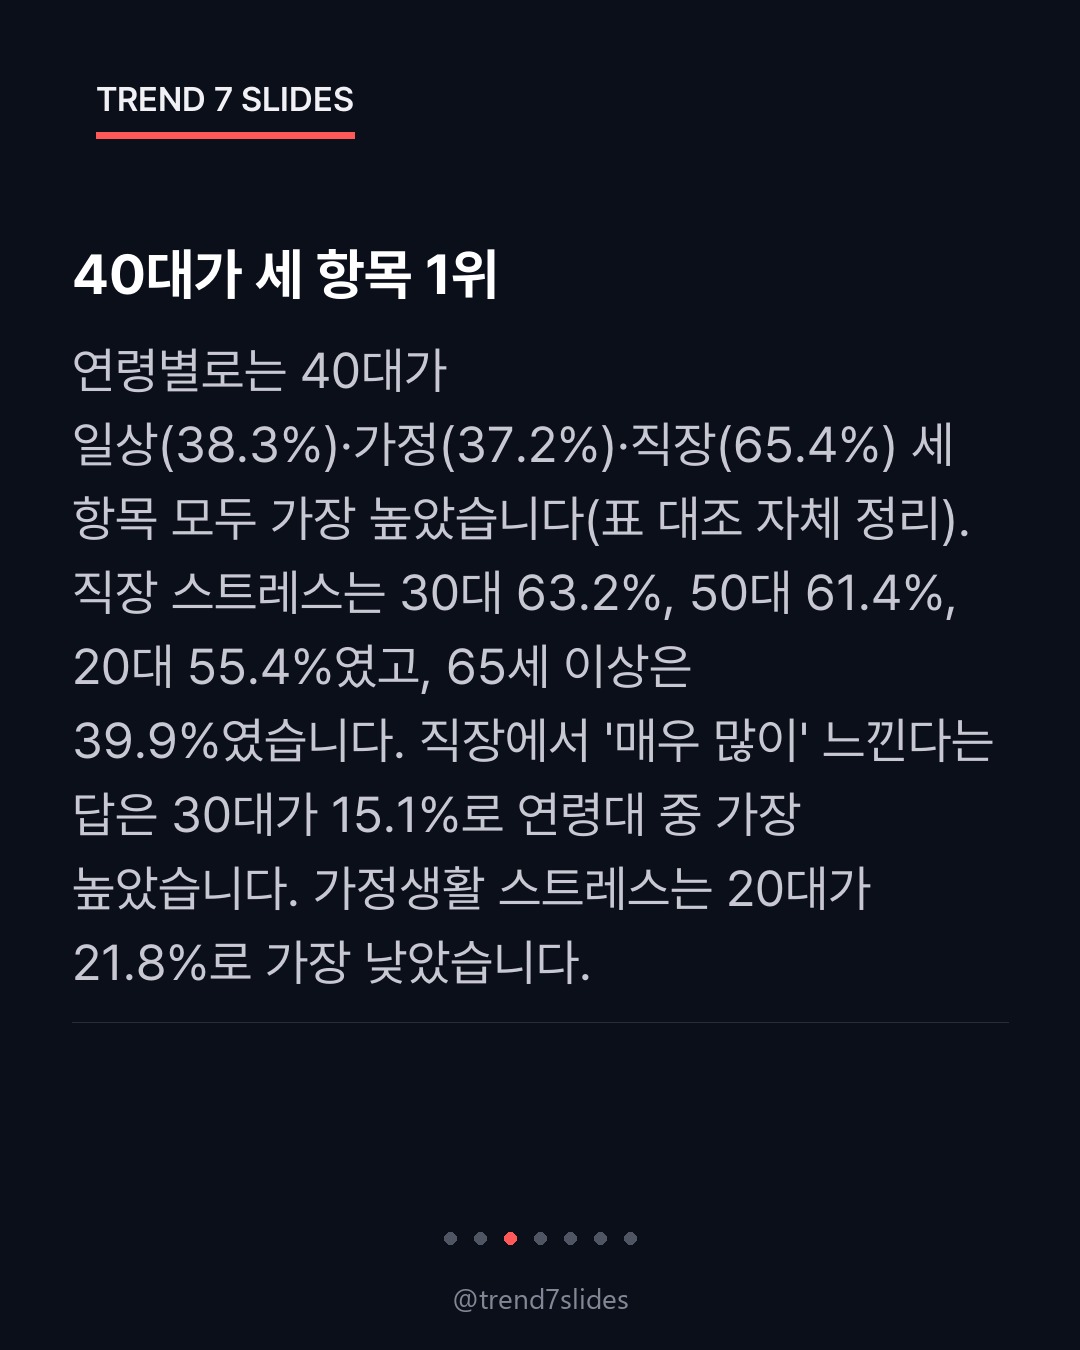 TREND 7 SLIDES
40대가 세 항목 1위
연령별로는 40대가
일상(38.3%)·가정(37.2%)·직장(65.4%) 세
항목 모두 가장 높았습니다(표 대조 자체 정리).
직장 스트레스는 30대 63.2%, 50대 61.4%,
20대 55.4%였고, 65세 이상은
39.9%였습니다. 직장에서 '매우 많이' 느낀다는
답은 30대가 15.1%로 연령대 중 가장
높았습니다. 가정생활 스트레스는 20대가
21.8%로 가장 낮았습니다.
@trend7slides